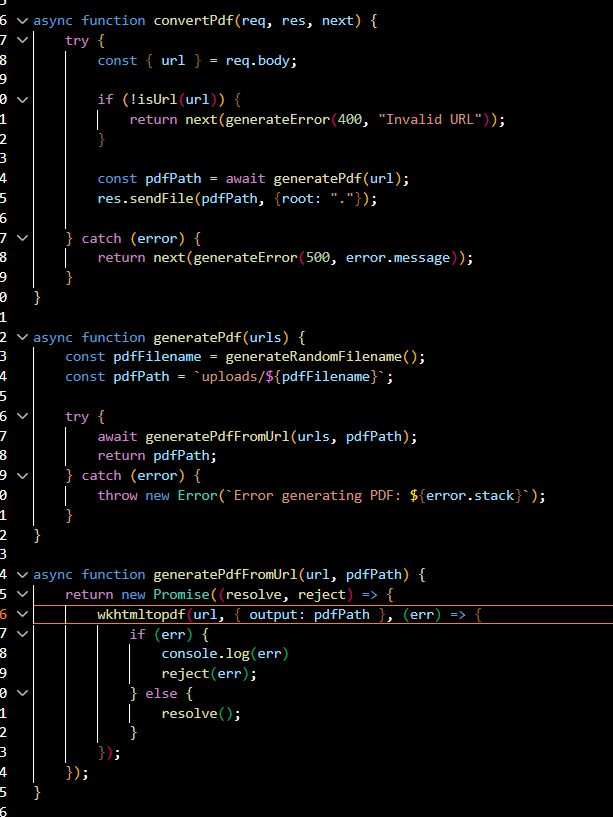 6 async function convertPdf(req, res, next) {
7 try {
8 const { url } = req.body;
9
0 if (!isUrl(url)) {
1 return next(generateError(400, "Invalid URL"));
2 }
3
4 const pdfPath = await generatePdf(url);
5 res.sendFile(pdfPath, {root: "."});
6
7 } catch (error) {
8 return next(generateError(500, error.message));
9 }
0 }
1
2 async function generatePdf(urls) {
3 const pdfFilename = generateRandomFilename();
4 const pdfPath = `uploads/${pdfFilename}`;
5
6 try {
7 await generatePdfFromUrl(urls, pdfPath);
8 return pdfPath;
9 } catch (error) {
0 throw new Error(`Error generating PDF: ${error.stack}`);
1 }
2 }
3
4 async function generatePdfFromUrl(url, pdfPath) {
5 return new Promise((resolve, reject) => {
6 wkhtmltopdf(url, { output: pdfPath }, (err) => {
7 if (err) {
8 console.log(err)
9 reject(err);
0 } else {
1 resolve();
2 }
3 });
4 });
5 }
6